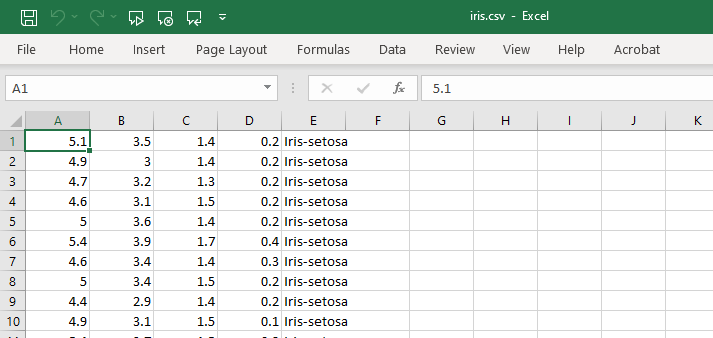 iris.csv - Excel
File Home Insert Page Layout Formulas Data Review View Help Acrobat
A1 fx 5.1
A B C D E F G H I J K
1 5.1 3.5 1.4 0.2 Iris-setosa
2 4.9 3 1.4 0.2 Iris-setosa
3 4.7 3.2 1.3 0.2 Iris-setosa
4 4.6 3.1 1.5 0.2 Iris-setosa
5 5 3.6 1.4 0.2 Iris-setosa
6 5.4 3.9 1.7 0.4 Iris-setosa
7 4.6 3.4 1.4 0.3 Iris-setosa
8 5 3.4 1.5 0.2 Iris-setosa
9 4.4 2.9 1.4 0.2 Iris-setosa
10 4.9 3.1 1.5 0.1 Iris-setosa